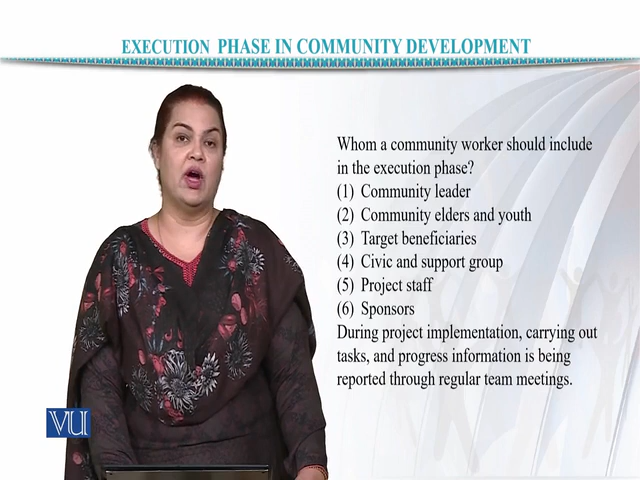 EXECUTION PHASE IN COMMUNITY DEVELOPMENT
Whom a community worker should include
in the execution phase?
(1) Community leader
(2) Community elders and youth
(3) Target beneficiaries
(4) Civic and support group
(5) Project staff
(6) Sponsors
During project implementation, carrying out
tasks, and progress information is being
reported through regular team meetings.
VU